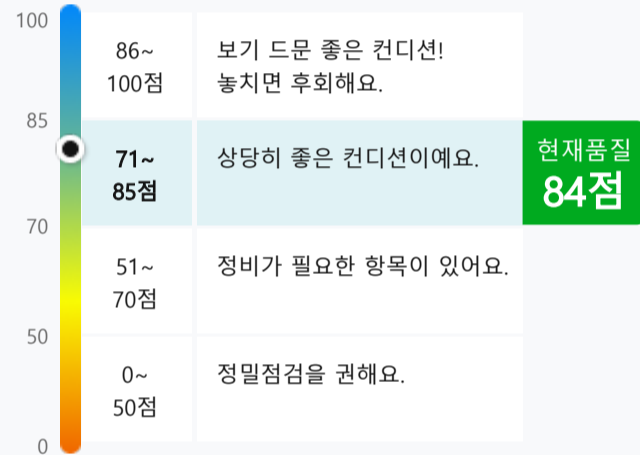 100
86~
100점
보기 드문 좋은 컨디션!
놓치면 후회해요.
85
71~
85점
상당히 좋은 컨디션이예요.
현재품질
84점
70
51~
70점
정비가 필요한 항목이 있어요.
50
0~
50점
정밀점검을 권해요.
0